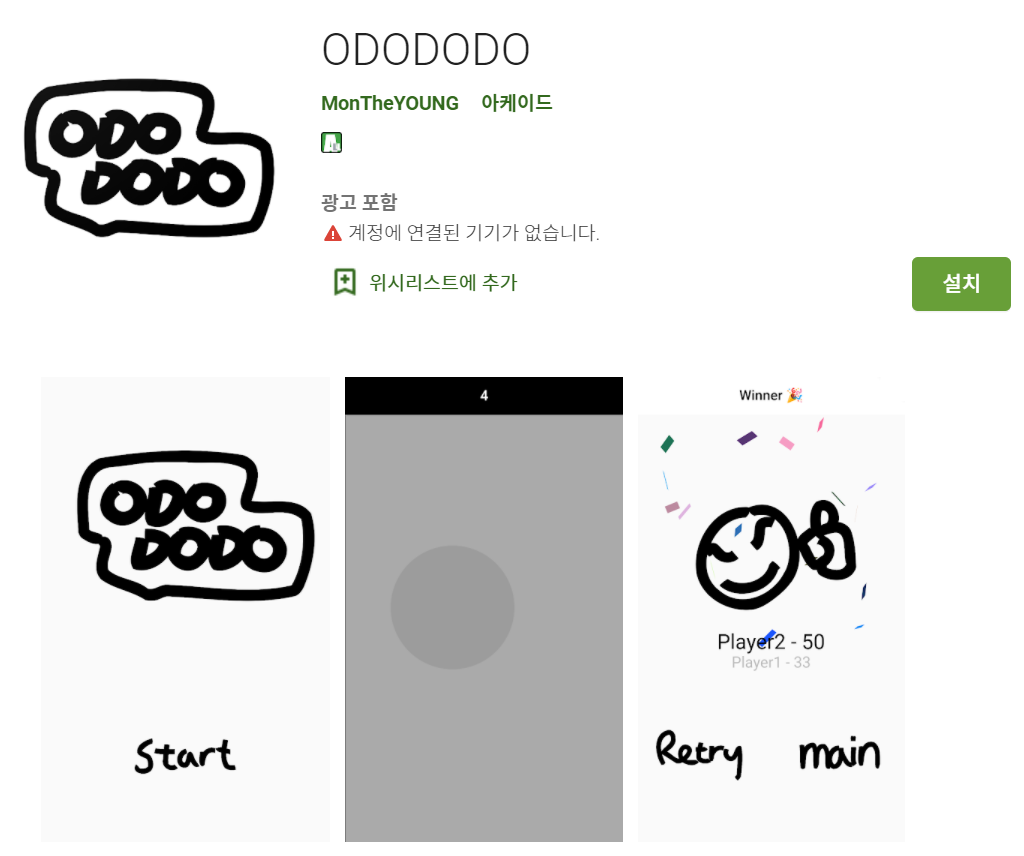 ODODODO
MonTheYOUNG 아케이드
광고 포함
계정에 연결된 기기가 없습니다.
위시리스트에 추가
설치
ODO
DODO
ODO
DODO
Start
4
Winner 🎉
Player2 - 50
Player1 - 33
Retry main